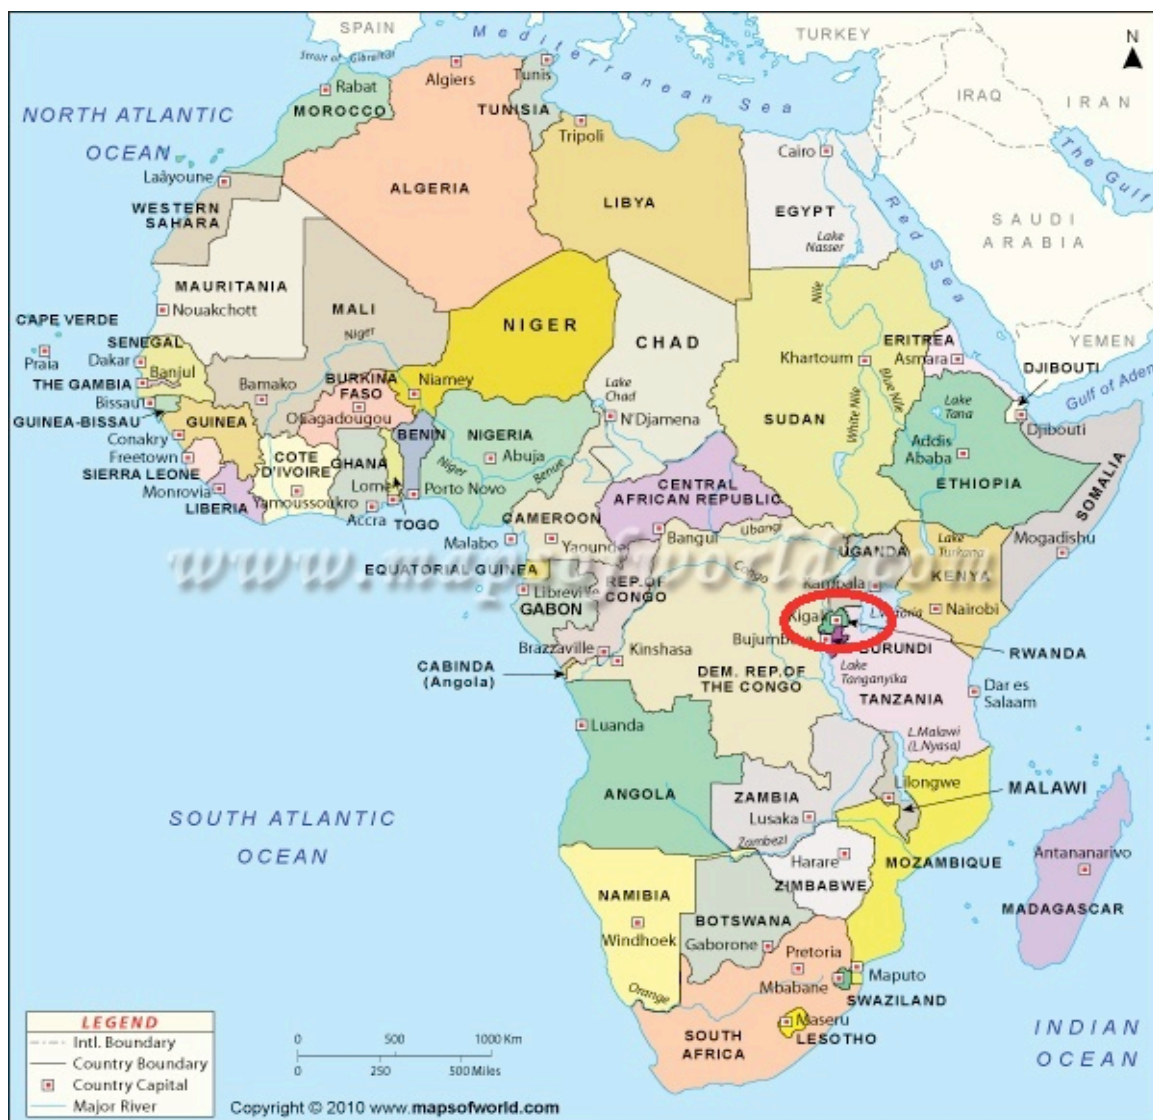 SPAIN
Mediterranean Sea
TURKEY
N
Strait of Gibraltar
Algiers
Tunis
Rabat
MOROCCO
TUNISIA
IRAQ
IRAN
NORTH ATLANTIC
OCEAN
Tripoli
Cairo
The Gulf
Laâyoune
ALGERIA
LIBYA
EGYPT
WESTERN
SAHARA
Lake
Nasser
Red Sea
SAUDI
ARABIA
MAURITANIA
Nouakchott
MALI
Niger
NIGER
CHAD
Nile
CAPE VERDE
Praia
SENEGAL
Dakar
Banjul
THE GAMBIA
Bissau
GUINEA-BISSAU
Bamako
BURKINA
FASO
Niamey
Lake
Chad
Khartoum
ERITREA
Asmara
YEMEN
DJIBOUTI
Gulf of Aden
GUINEA
Conakry
Freetown
SIERRA LEONE
Monrovia
LIBERIA
COTE
D'IVOIRE
Yamoussoukro
GHANA
Accra
Lome
BENIN
TOGO
Porto Novo
NIGERIA
Abuja
Niger
Benue
N'Djamena
SUDAN
White Nile
Blue Nile
Lake
Tana
Addis
Ababa
Djibouti
ETHIOPIA
SOMALIA
CENTRAL
AFRICAN REPUBLIC
CAMEROON
Malabo
Yaounde
Bangui
Ubangi
Mogadishu
www.mapsofworld.com
EQUATORIAL GUINEA
Libreville
GABON
REP.OF
CONGO
Congo
UGANDA
Kampala
Lake
Turkana
KENYA
Nairobi
L.Victoria
Kigali
Bujumbura
BURUNDI
RWANDA
Brazzaville
Kinshasa
CABINDA
(Angola)
DEM. REP.OF
THE CONGO
Lake
Tanganyika
TANZANIA
Dar es
Salaam
Luanda
L.Malawi
(L.Nyasa)
ANGOLA
ZAMBIA
Lusaka
Zambezi
Lilongwe
MALAWI
SOUTH ATLANTIC
OCEAN
Harare
ZIMBABWE
MOZAMBIQUE
Antananarivo
MADAGASCAR
NAMIBIA
Windhoek
BOTSWANA
Gaborone
Pretoria
Mbabane
Maputo
SWAZILAND
Orange
Maseru
LESOTHO
SOUTH
AFRICA
INDIAN
OCEAN
LEGEND
Intl. Boundary
Country Boundary
Country Capital
Major River
0 500 1000 Km
0 250 500 Miles
Copyright © 2010 www.mapsofworld.com